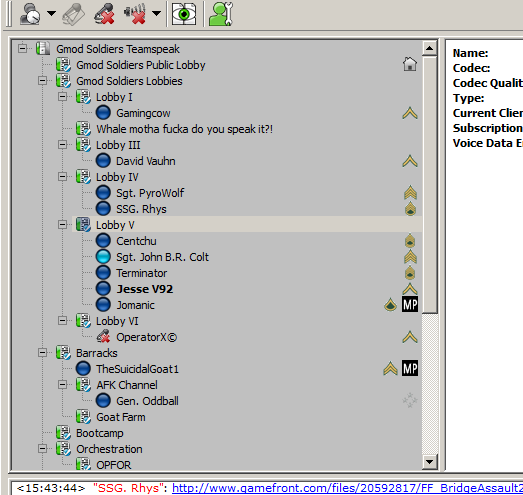 Gmod Soldiers Teamspeak
Gmod Soldiers Public Lobby
Gmod Soldiers Lobbies
Lobby I
Gamingcow
Whale motha fucka do you speak it?!
Lobby III
David Vauhn
Lobby IV
Sgt. PyroWolf
SSG. Rhys
Lobby V
Centchu
Sgt. John B.R. Colt
Terminator
Jesse V92
Jomanic
MP
Lobby VI
OperatorX©
Barracks
TheSuicidalGoat1
MP
AFK Channel
Gen. Oddball
Goat Farm
Bootcamp
Orchestration
OPFOR
Name:
Codec:
Codec Qualit
Type:
Current Clien
Subscription
Voice Data E
<15:43:44> "SSG. Rhys": http://www.gamefront.com/files/20592817/FF_BridgeAssault2